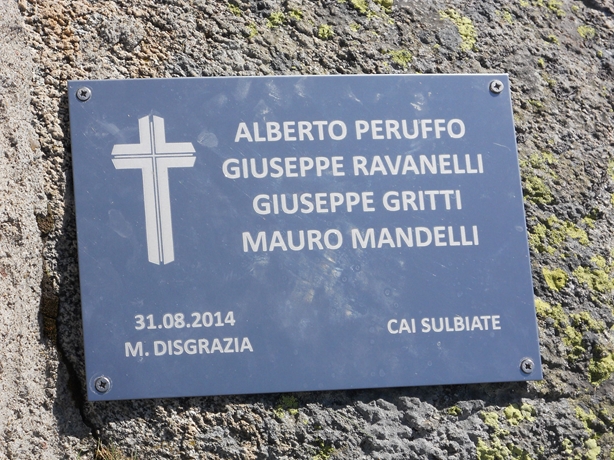 ALBERTO PERUFFO
GIUSEPPE RAVANELLI
GIUSEPPE GRITTI
MAURO MANDELLI
31.08.2014
M. DISGRAZIA
CAI SULBIATE